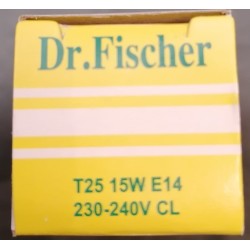 Dr.Fischer
T25 15W E14
230-240V CL